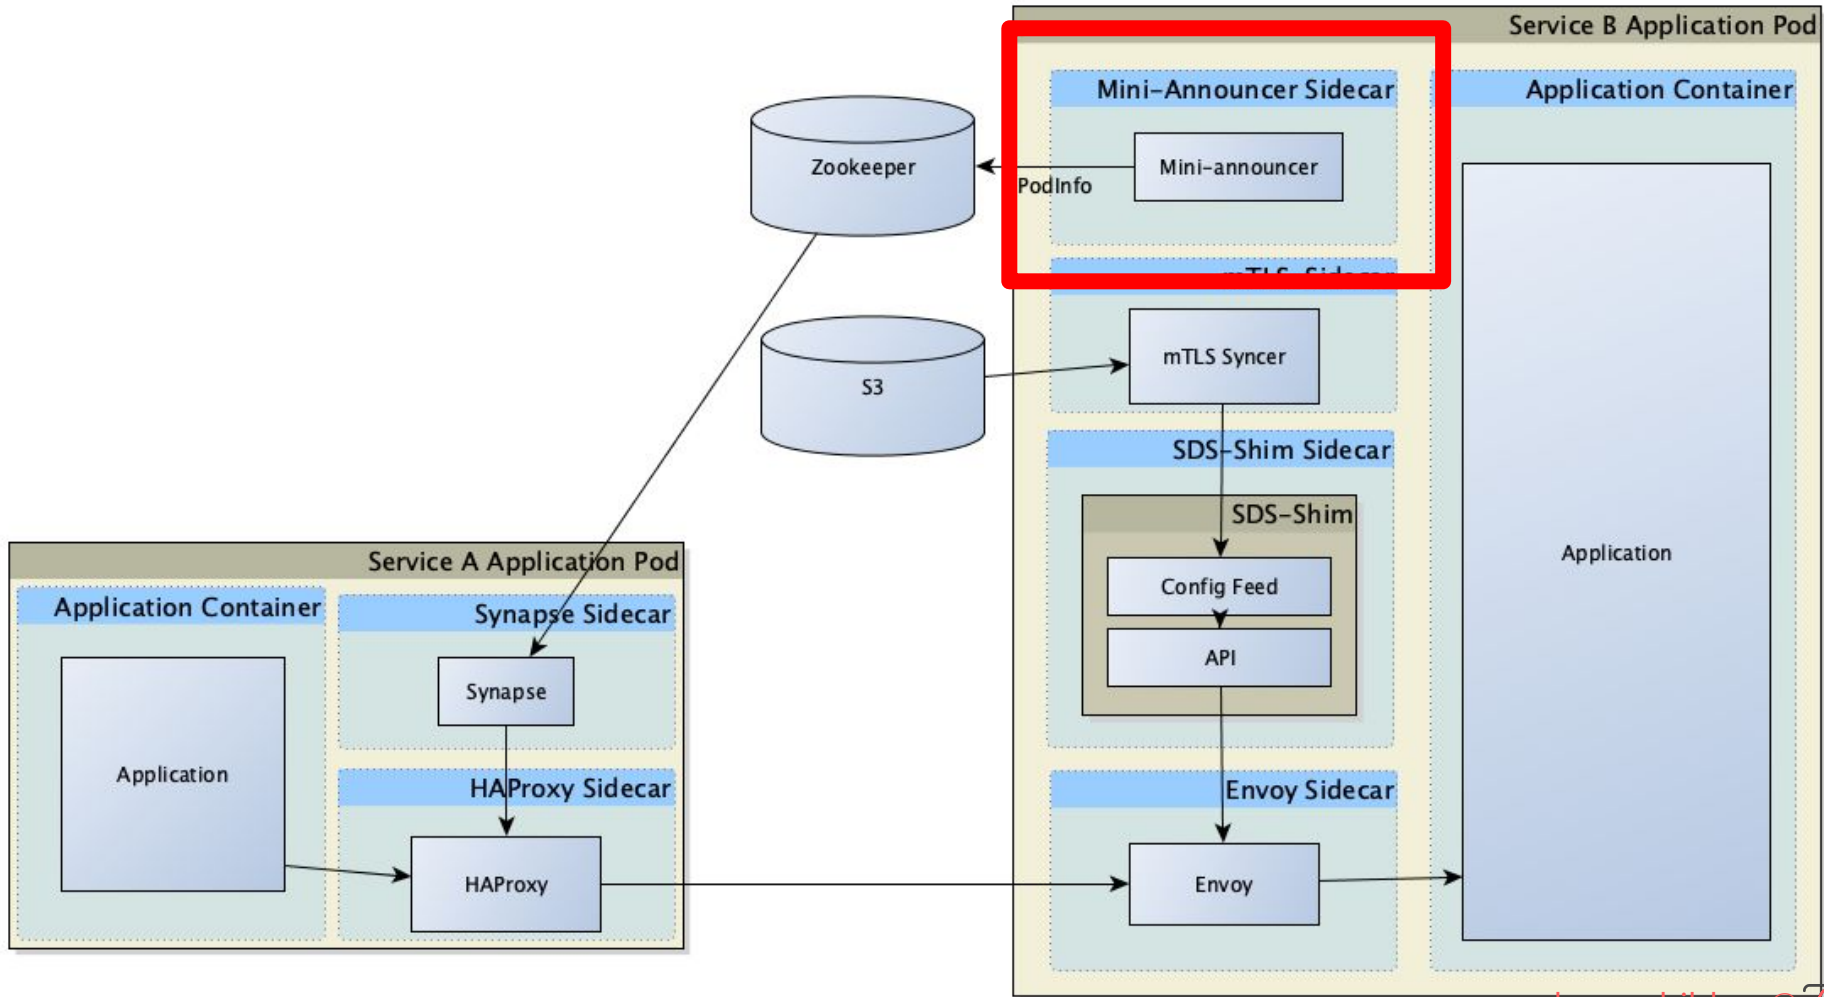 Service B Application Pod
Mini-Announcer Sidecar
Application Container
Zookeeper
PodInfo
Mini-announcer
mTLS Sidecar
S3
mTLS Syncer
SDS-Shim Sidecar
SDS-Shim
Config Feed
API
Application
Service A Application Pod
Application Container
Synapse Sidecar
Application
Synapse
HAProxy Sidecar
HAProxy
Envoy Sidecar
Envoy